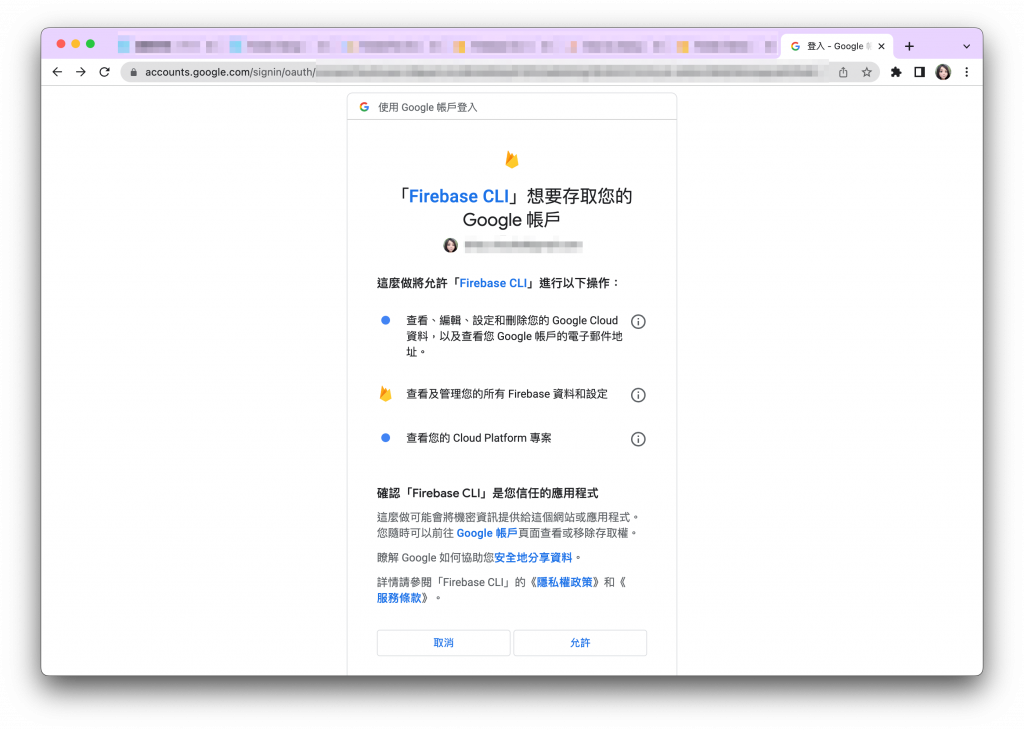 登入 - Google
accounts.google.com/signin/oauth/
使用 Google 帳戶登入
「Firebase CLI」想要存取您的
Google 帳戶
這麼做將允許「Firebase CLI」進行以下操作：
查看、編輯、設定和刪除您的 Google Cloud
資料，以及查看您 Google 帳戶的電子郵件地
址。
查看及管理您的所有 Firebase 資料和設定
查看您的 Cloud Platform 專案
確認「Firebase CLI」是您信任的應用程式
這麼做可能會將機密資訊提供給這個網站或應用程式。
您隨時可以前往 Google 帳戶頁面查看或移除存取權。
瞭解 Google 如何協助您安全地分享資料。
詳情請參閱「Firebase CLI」的《隱私權政策》和《
服務條款》。
取消
允許